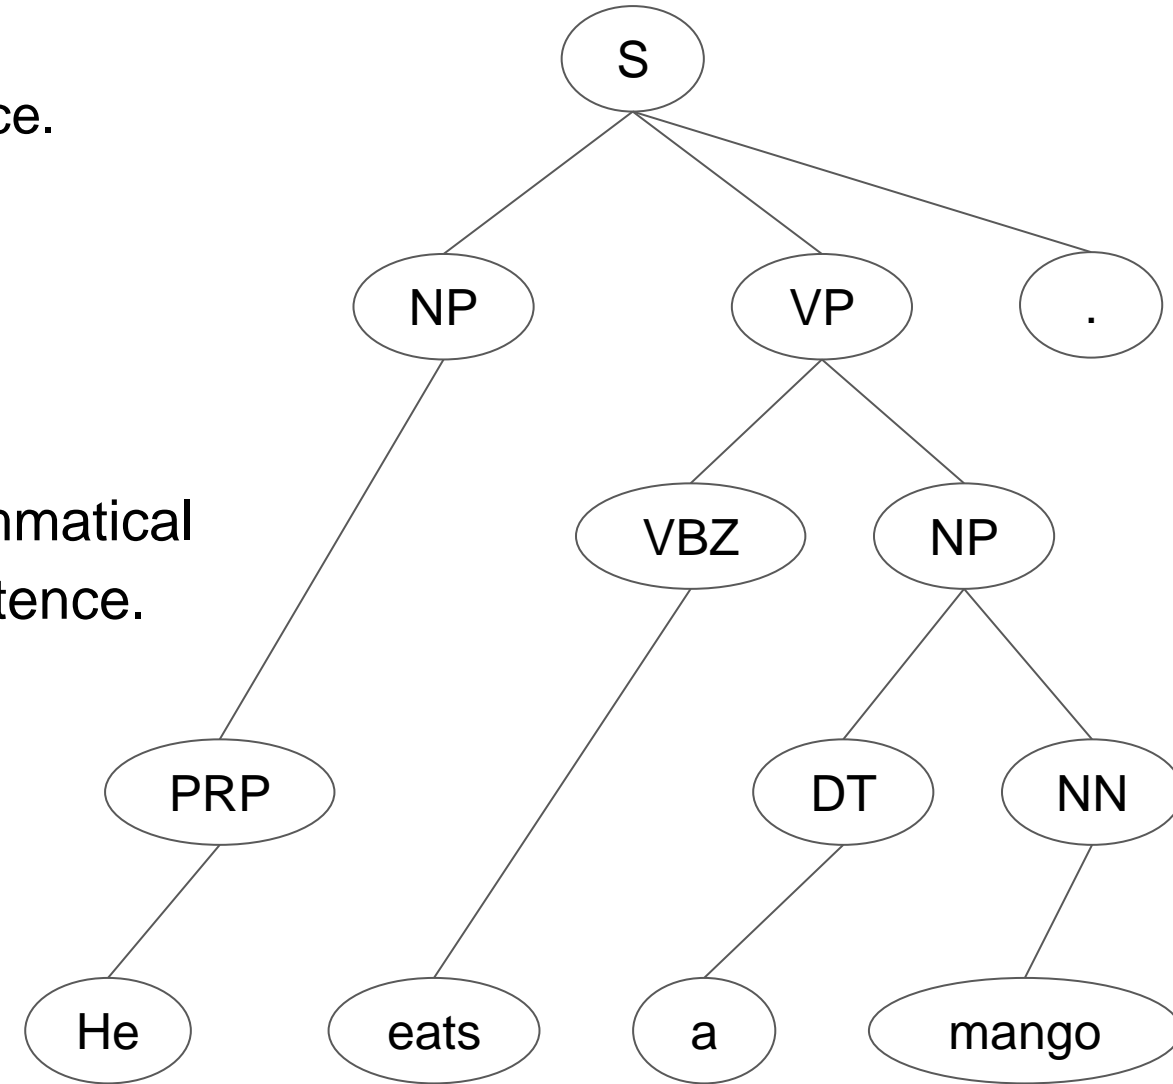 S
ce.
NP VP .
nmatical
VBZ NP
tence.
PRP DT NN
He eats a mango